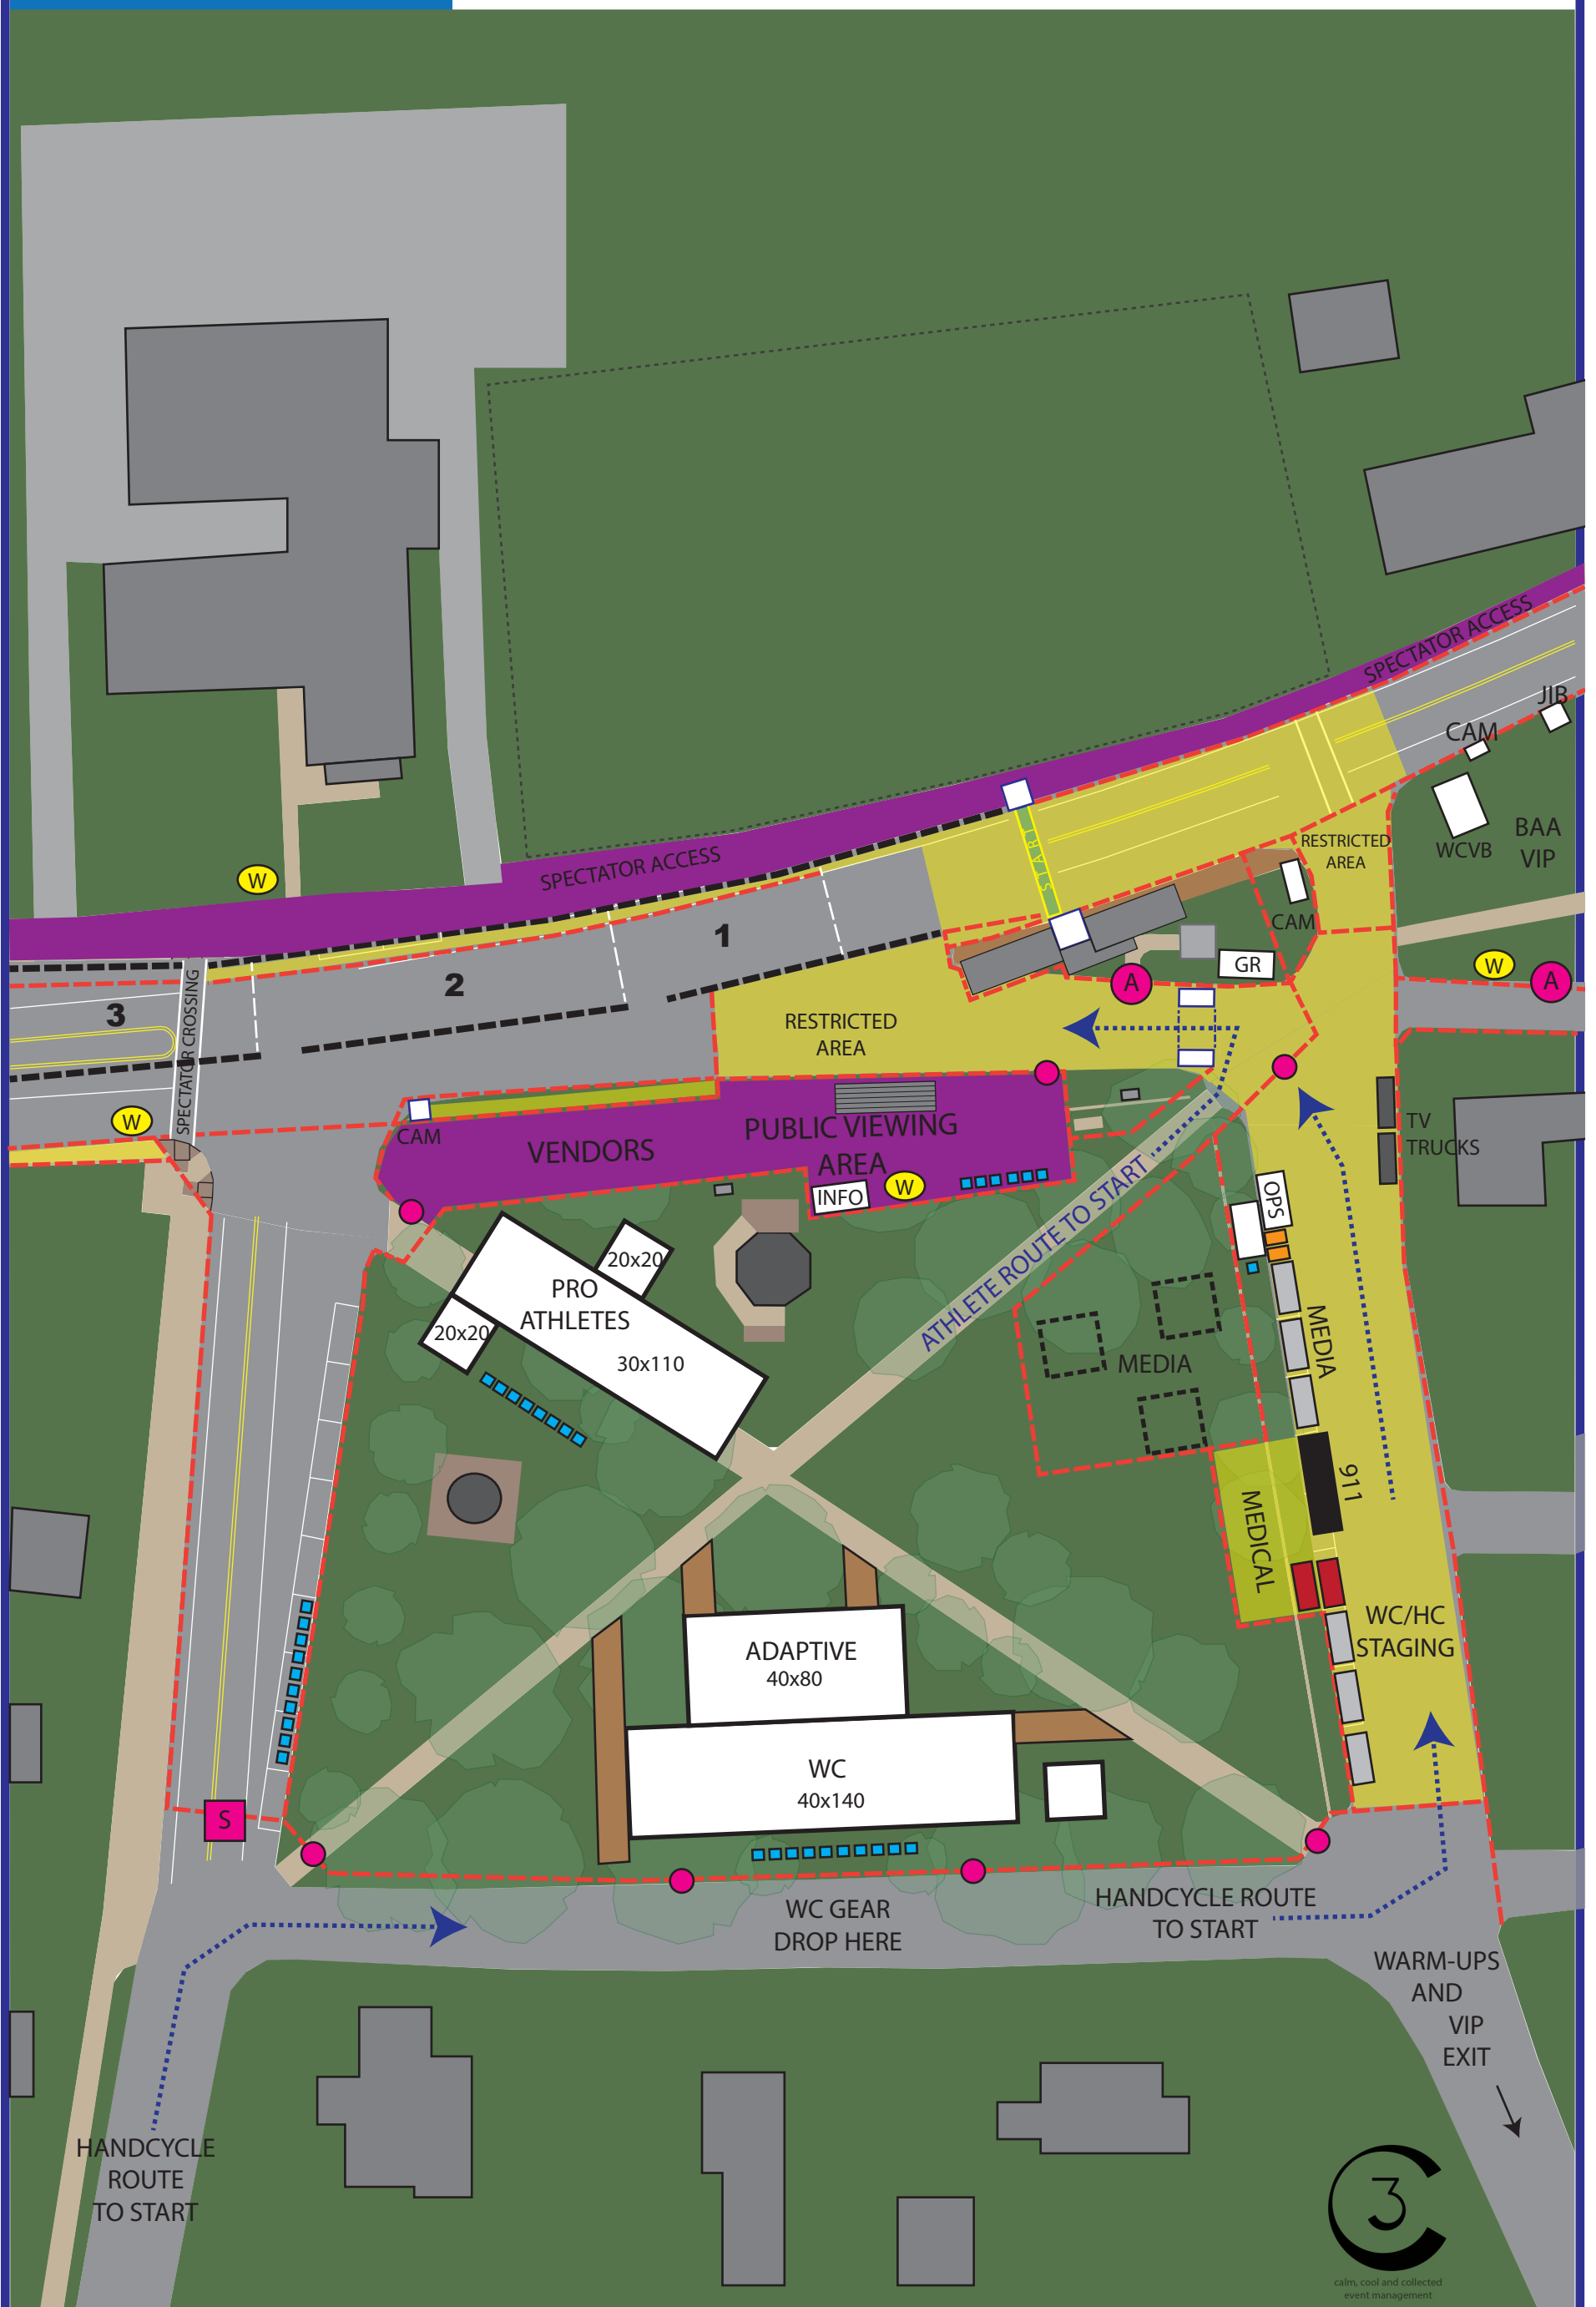 SPECTATOR ACCESS
JIB
CAM
WCVB
BAA
VIP
RESTRICTED
AREA
START
SPECTATOR ACCESS
W
CAM
1
2
3
GR
A
W
A
SPECTATOR CROSSING
RESTRICTED
AREA
W
CAM
VENDORS
PUBLIC VIEWING
AREA
INFO
W
TV
TRUCKS
ATHLETE ROUTE TO START
OPS
20x20
PRO
ATHLETES
20x20
30x110
MEDIA
MEDIA
911
MEDICAL
WC/HC
STAGING
ADAPTIVE
40x80
WC
40x140
S
WC GEAR
DROP HERE
HANDCYCLE ROUTE
TO START
WARM-UPS
AND
VIP
EXIT
HANDCYCLE
ROUTE
TO START
C3
calm, cool and collected
event management